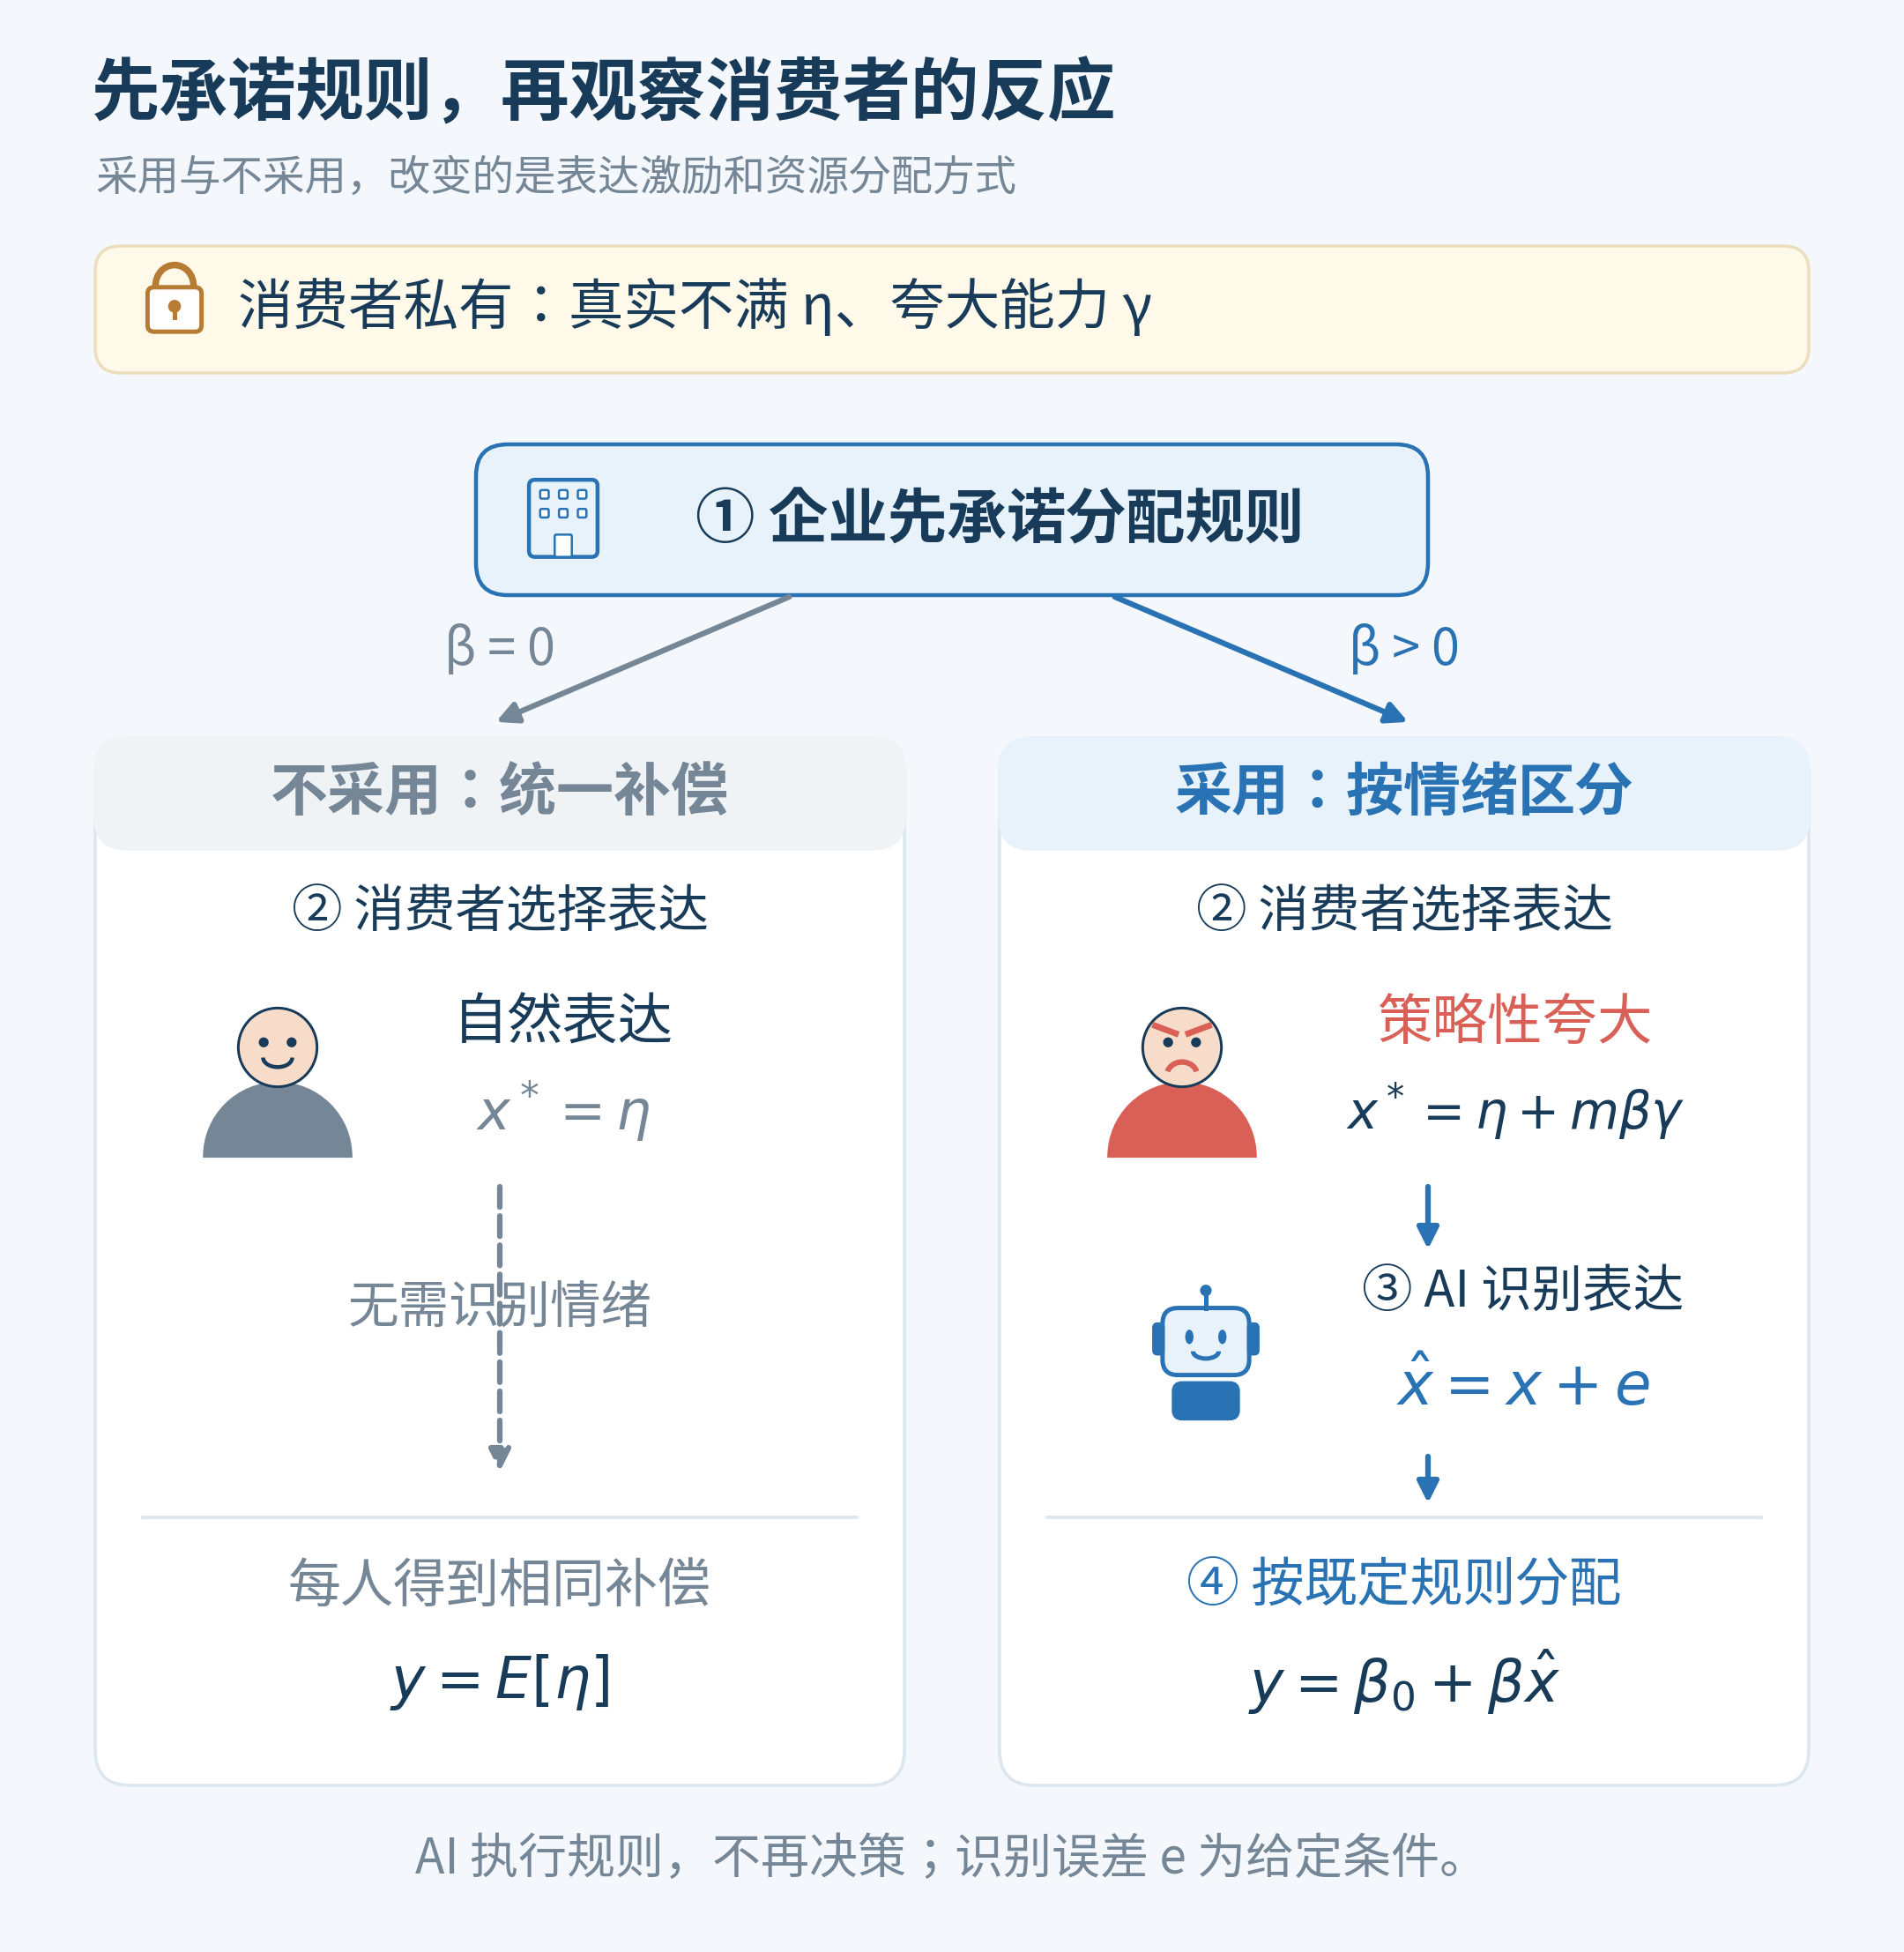 先承诺规则，再观察消费者的反应
采用与不采用，改变的是表达激励和资源分配方式
消费者私有：真实不满 η、夸大能力 γ
① 企业先承诺分配规则
β = 0
β > 0
不采用：统一补偿
② 消费者选择表达
自然表达
x* = η
无需识别情绪
每人得到相同补偿
y = E[η]
采用：按情绪区分
② 消费者选择表达
策略性夸大
x* = η + mβγ
③ AI 识别表达
x̂ = x + e
④ 按既定规则分配
y = β₀ + βx̂
AI 执行规则，不再决策；识别误差 e 为给定条件。